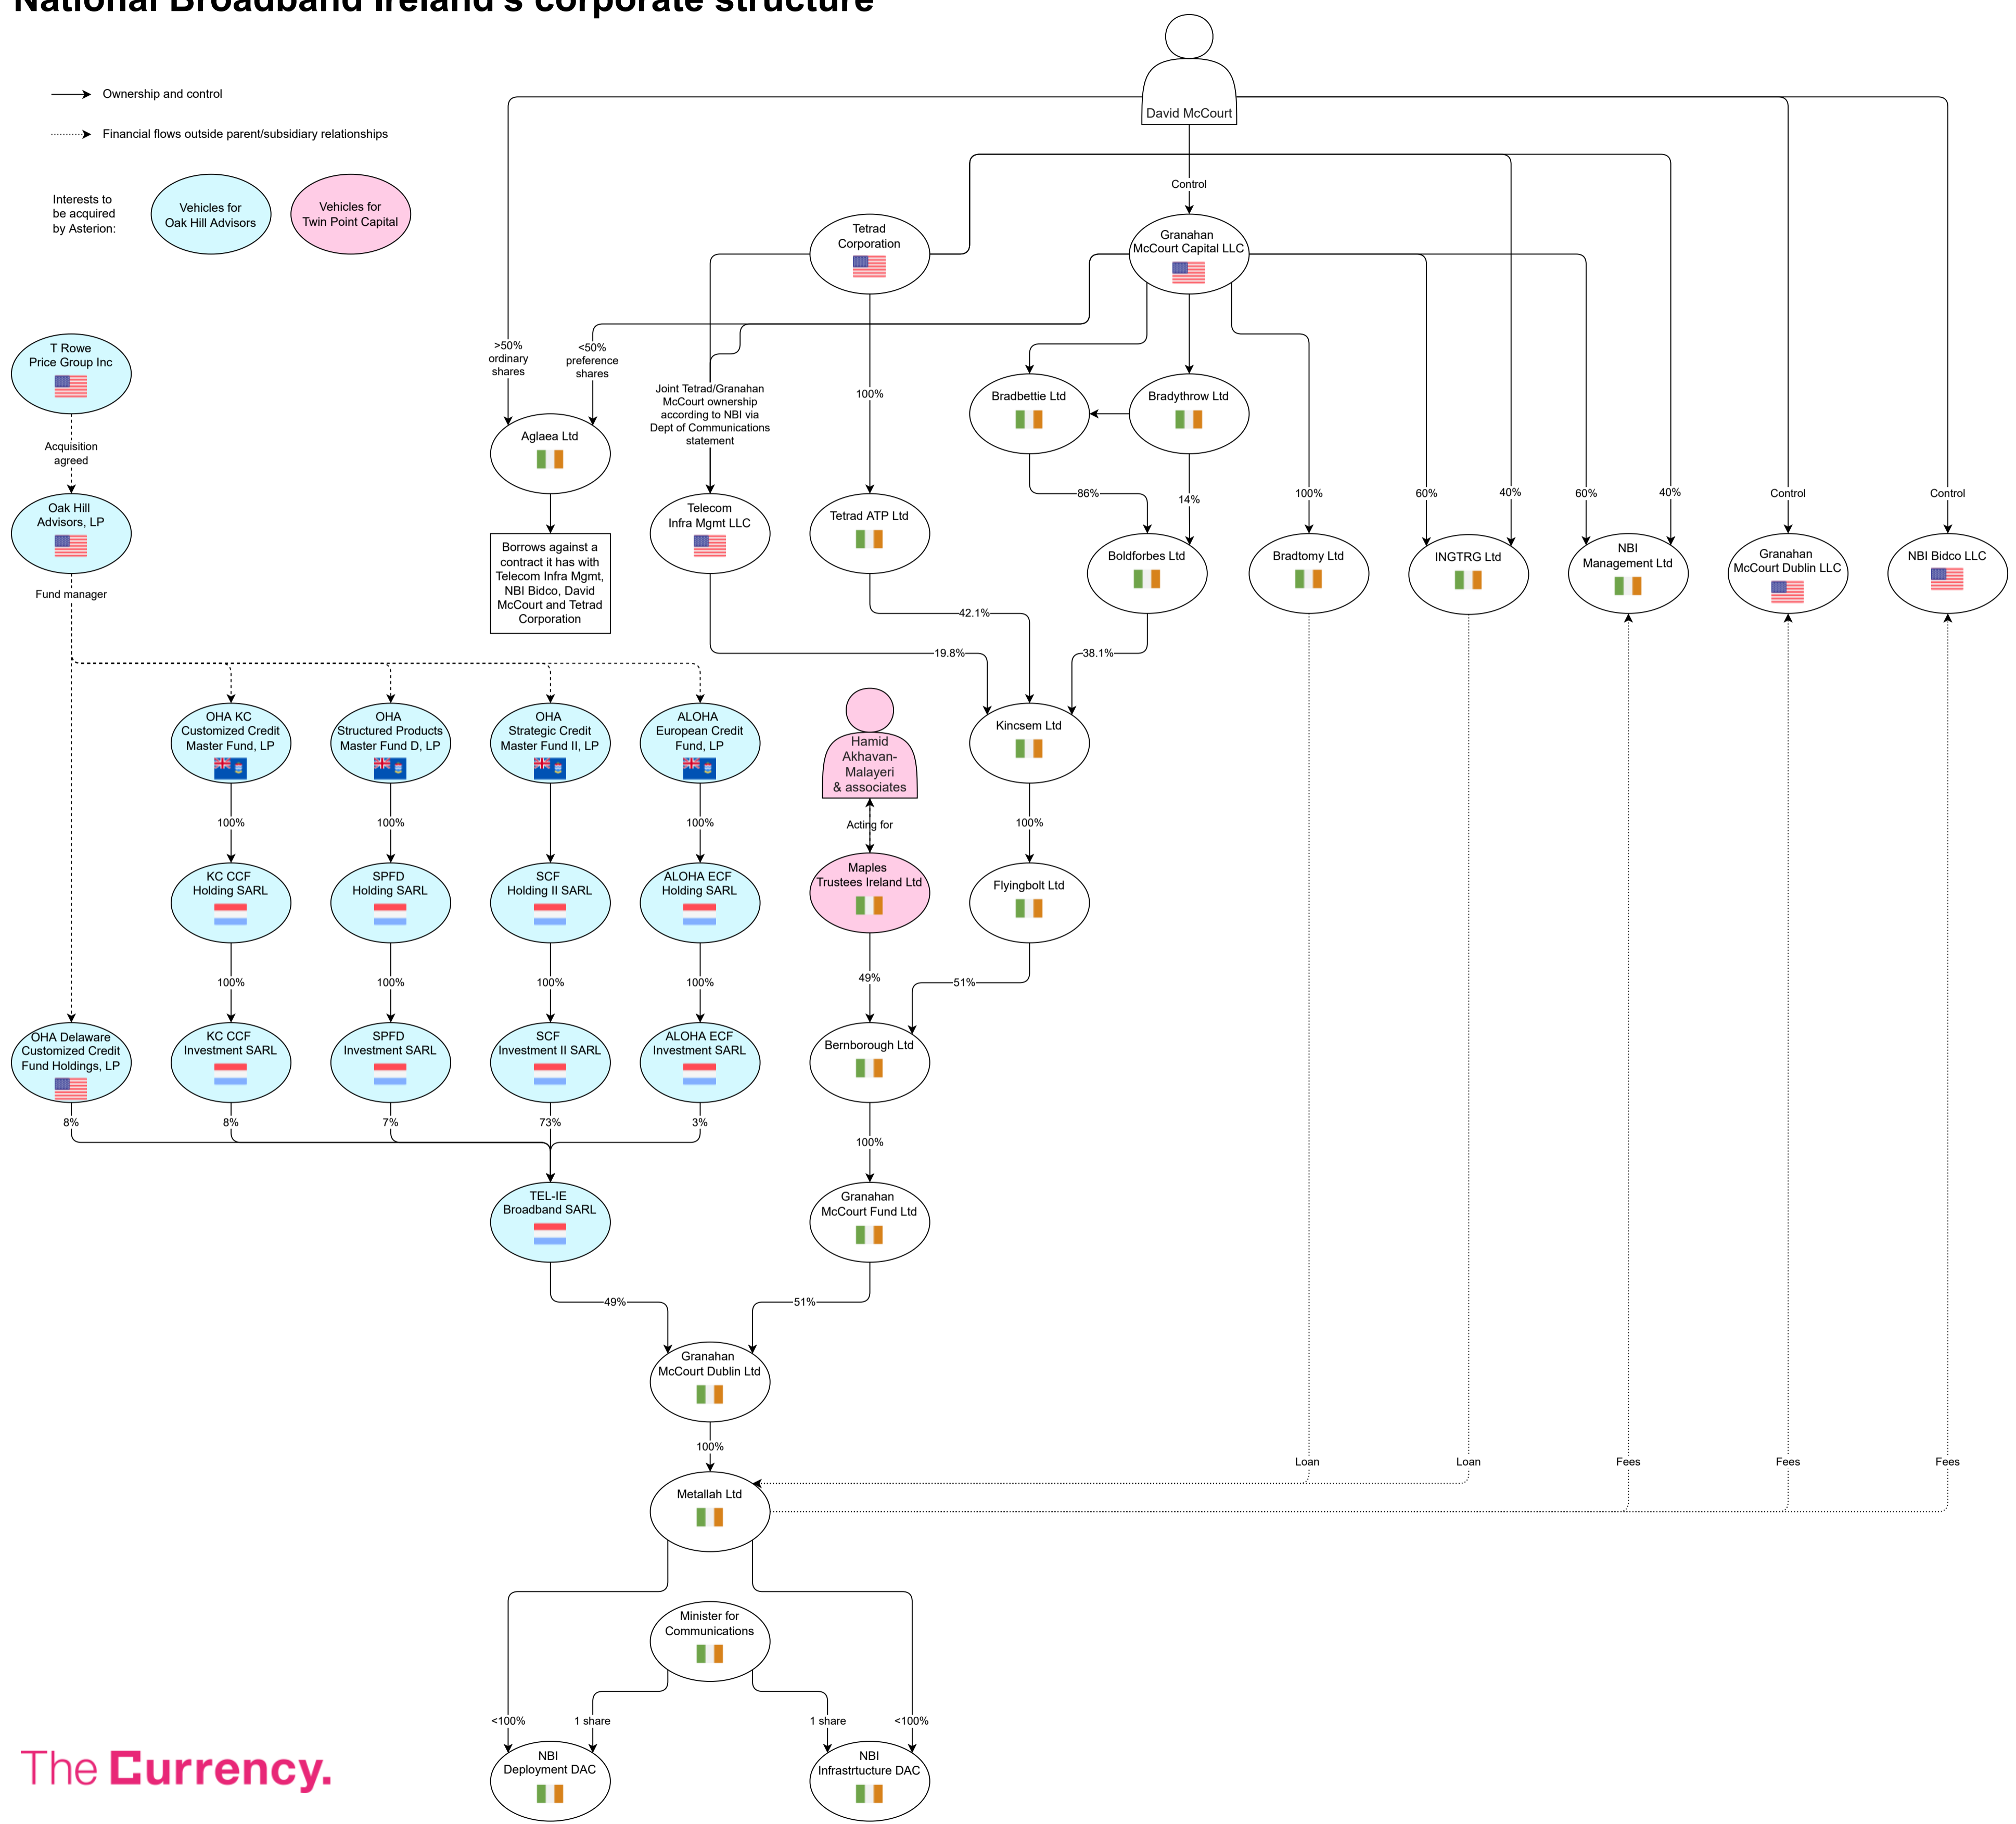 National Broadband Ireland's corporate structure
Ownership and control
Financial flows outside parent/subsidiary relationships
Interests to
be acquired
by Asterion:
Vehicles for
Oak Hill Advisors
Vehicles for
Twin Point Capital
David McCourt
Control
Tetrad
Corporation
Granahan
McCourt Capital LLC
T Rowe
Price Group Inc
>50%
ordinary
shares
<50%
preference
shares
Joint Tetrad/Granahan
McCourt ownership
according to NBI via
Dept of Communications
statement
100%
Bradbettie Ltd
Bradythrow Ltd
Acquisition
agreed
Aglaea Ltd
86%
14%
100%
60%
40%
60%
40%
Control
Control
Oak Hill
Advisors, LP
Borrows against a
contract it has with
Telecom Infra Mgmt,
NBI Bidco, David
McCourt and Tetrad
Corporation
Telecom
Infra Mgmt LLC
Tetrad ATP Ltd
Boldforbes Ltd
Bradtomy Ltd
INGTRG Ltd
NBI
Management Ltd
Granahan
McCourt Dublin LLC
NBI Bidco LLC
Fund manager
42.1%
19.8%
38.1%
OHA KC
Customized Credit
Master Fund, LP
OHA
Structured Products
Master Fund D, LP
OHA
Strategic Credit
Master Fund II, LP
ALOHA
European Credit
Fund, LP
Hamid
Akhavan-
Malayeri
& associates
Kincsem Ltd
100%
100%
100%
Acting for
100%
KC CCF
Holding SARL
SPFD
Holding SARL
SCF
Holding II SARL
ALOHA ECF
Holding SARL
Maples
Trustees Ireland Ltd
Flyingbolt Ltd
100%
100%
100%
100%
49%
51%
OHA Delaware
Customized Credit
Fund Holdings, LP
KC CCF
Investment SARL
SPFD
Investment SARL
SCF
Investment II SARL
ALOHA ECF
Investment SARL
Bernborough Ltd
8%
8%
7%
73%
3%
100%
TEL-IE
Broadband SARL
Granahan
McCourt Fund Ltd
49%
51%
Granahan
McCourt Dublin Ltd
100%
Loan
Loan
Fees
Fees
Fees
Metallah Ltd
Minister for
Communications
<100%
1 share
1 share
<100%
NBI
Deployment DAC
NBI
Infrastrtucture DAC
The Currency.